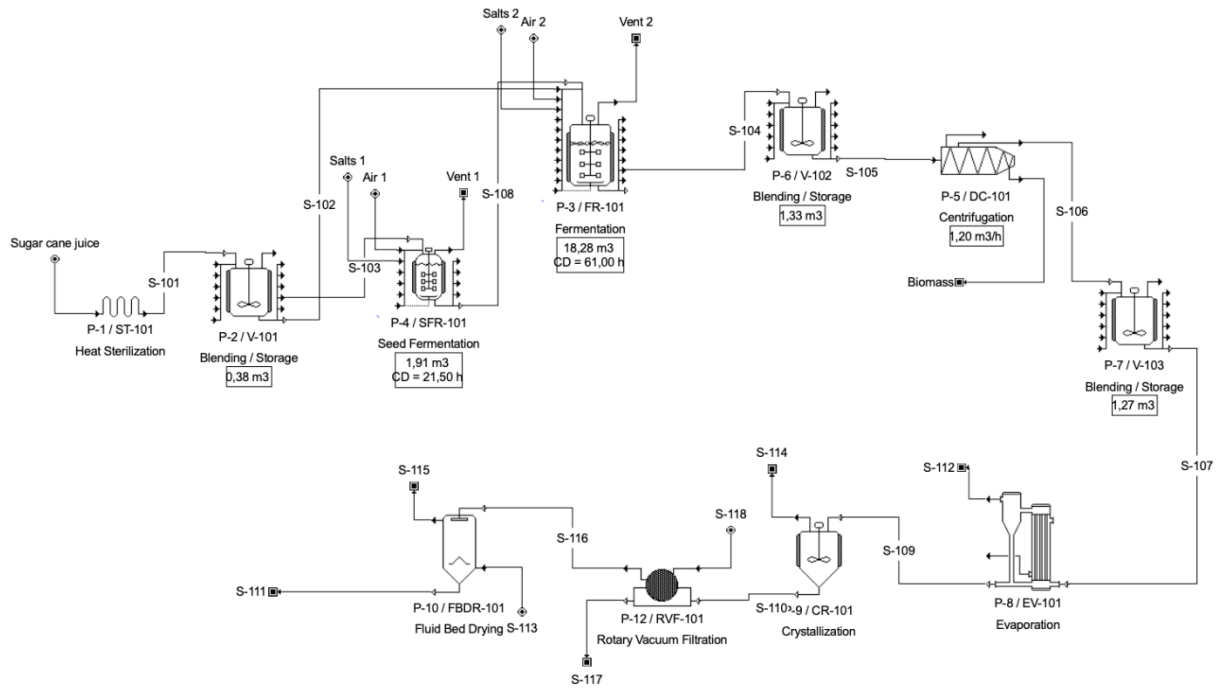 Salts 2
Air 2
Vent 2
S-104
P-6 / V-102
S-105
Blending / Storage
1,33 m3
P-5 / DC-101
Centrifugation
1,20 m3/h
S-106
Biomass
Salts 1
Air 1
Vent 1
S-108
S-102
P-3 / FR-101
Fermentation
18,28 m3
CD = 61,00 h
Sugar cane juice
S-101
S-103
P-1 / ST-101
Heat Sterilization
P-2 / V-101
Blending / Storage
0,38 m3
P-4 / SFR-101
Seed Fermentation
1,91 m3
CD = 21,50 h
P-7 / V-103
Blending / Storage
1,27 m3
S-107
S-115
S-116
S-118
S-114
S-109
S-112
S-111
P-10 / FBDR-101
Fluid Bed Drying
S-113
P-12 / RVF-101
Rotary Vacuum Filtration
S-117
S-110
P-9 / CR-101
Crystallization
P-8 / EV-101
Evaporation